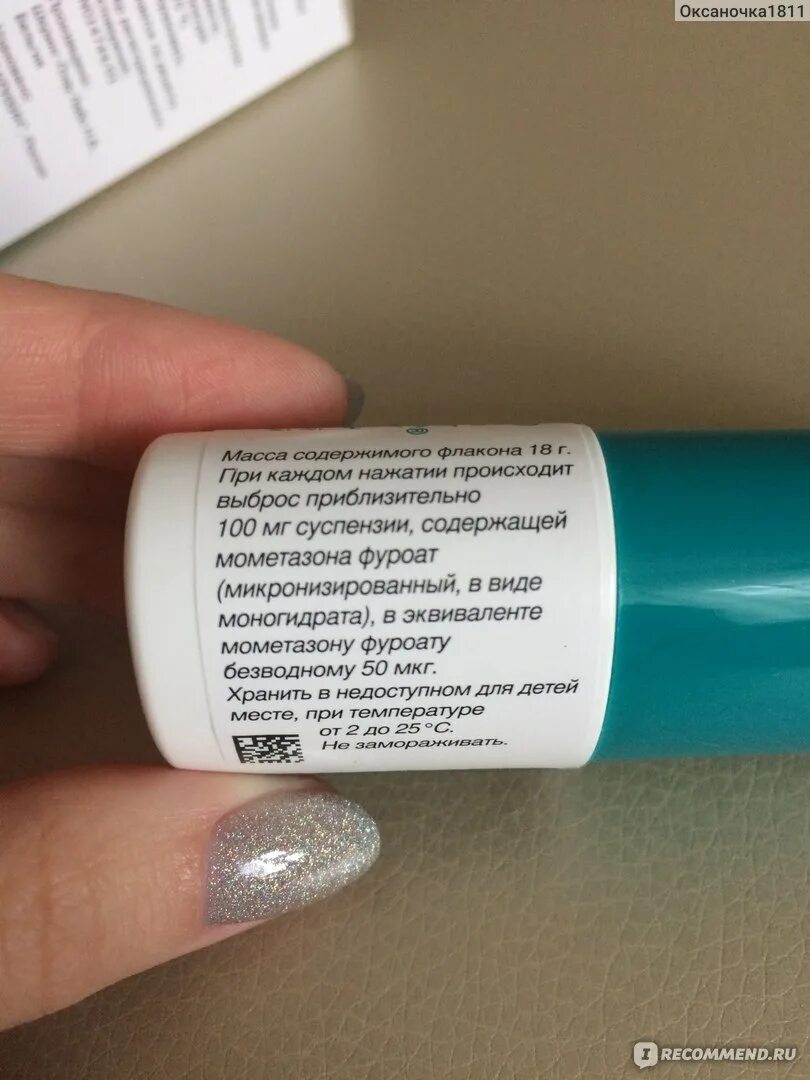 Оксаночка1811
®
Масса содержимого флакона 18 г.
При каждом нажатии происходит
выброс приблизительно
100 мг суспензии, содержащей
мометазона фуроат
(микронизированный, в виде
моногидрата), в эквиваленте
мометазону фуроату
безводному 50 мкг.
Хранить в недоступном для детей
месте, при температуре
от 2 до 25°С.
Не замораживать.
I RECOMMEND.RU